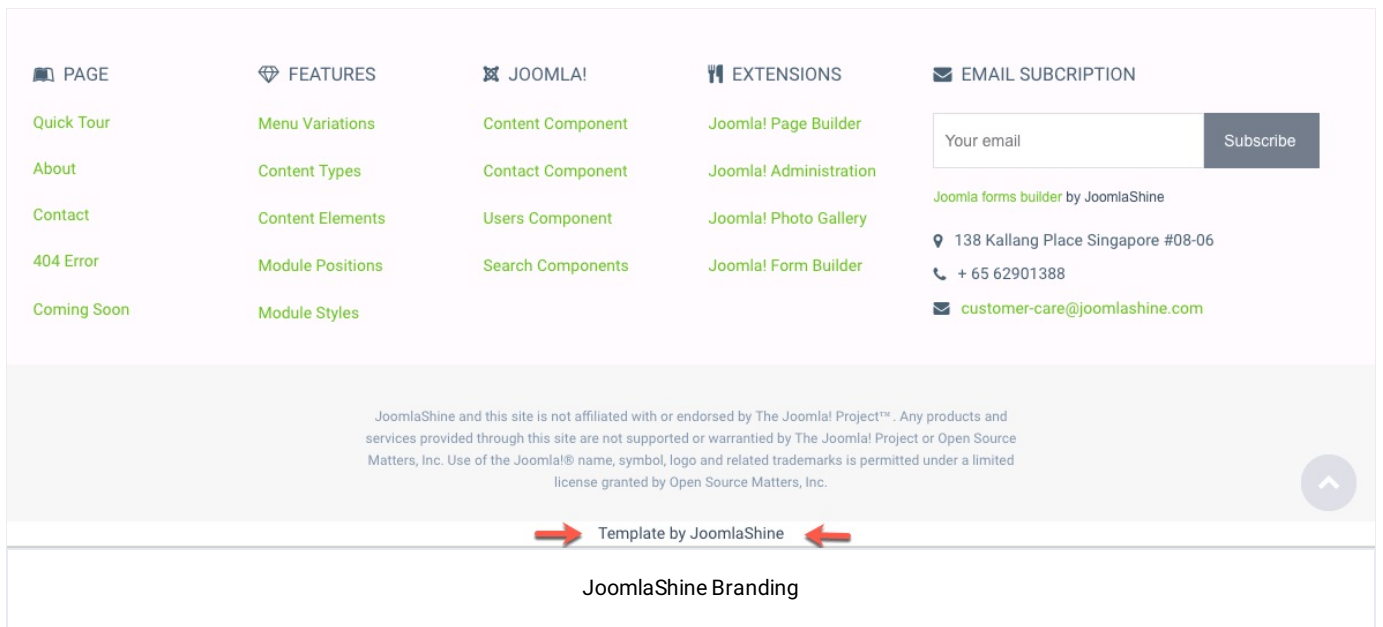 PAGE
Quick Tour
About
Contact
404 Error
Coming Soon
FEATURES
Menu Variations
Content Types
Content Elements
Module Positions
Module Styles
JOOMLA!
Content Component
Contact Component
Users Component
Search Components
EXTENSIONS
Joomla! Page Builder
Joomla! Administration
Joomla! Photo Gallery
Joomla! Form Builder
EMAIL SUBCRIPTION
Your email
Subscribe
Joomla forms builder by JoomlaShine
138 Kallang Place Singapore #08-06
+ 65 62901388
customer-care@joomlashine.com
JoomlaShine and this site is not affiliated with or endorsed by The Joomla! Project™. Any products and
services provided through this site are not supported or warrantied by The Joomla! Project or Open Source
Matters, Inc. Use of the Joomla!® name, symbol, logo and related trademarks is permitted under a limited
license granted by Open Source Matters, Inc.
Template by JoomlaShine
JoomlaShine Branding